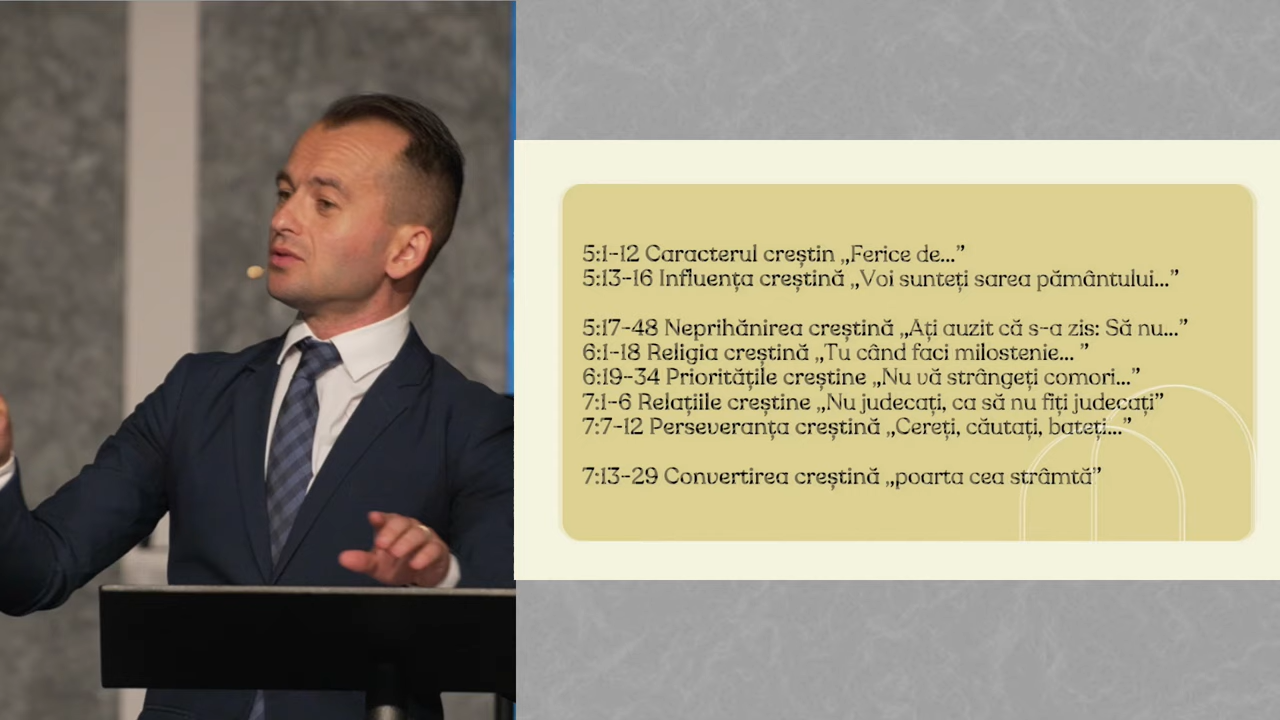 5:1-12 Caracterul creștin „Ferice de...”
5:13-16 Influența creștină „Voi sunteți sarea pământului...”
5:17-48 Neprihănirea creștină „Ați auzit că s-a zis: Să nu...”
6:1-18 Religia creștină „Tu când faci milostenie... ”
6:19-34 Prioritățile creștine „Nu vă strângeți comori...”
7:1-6 Relațiile creștine „Nu judecați, ca să nu fiți judecați”
7:7-12 Perseveranța creștină „Cereți, căutați, bateți...”
7:13-29 Convertirea creștină „poarta cea strâmtă”